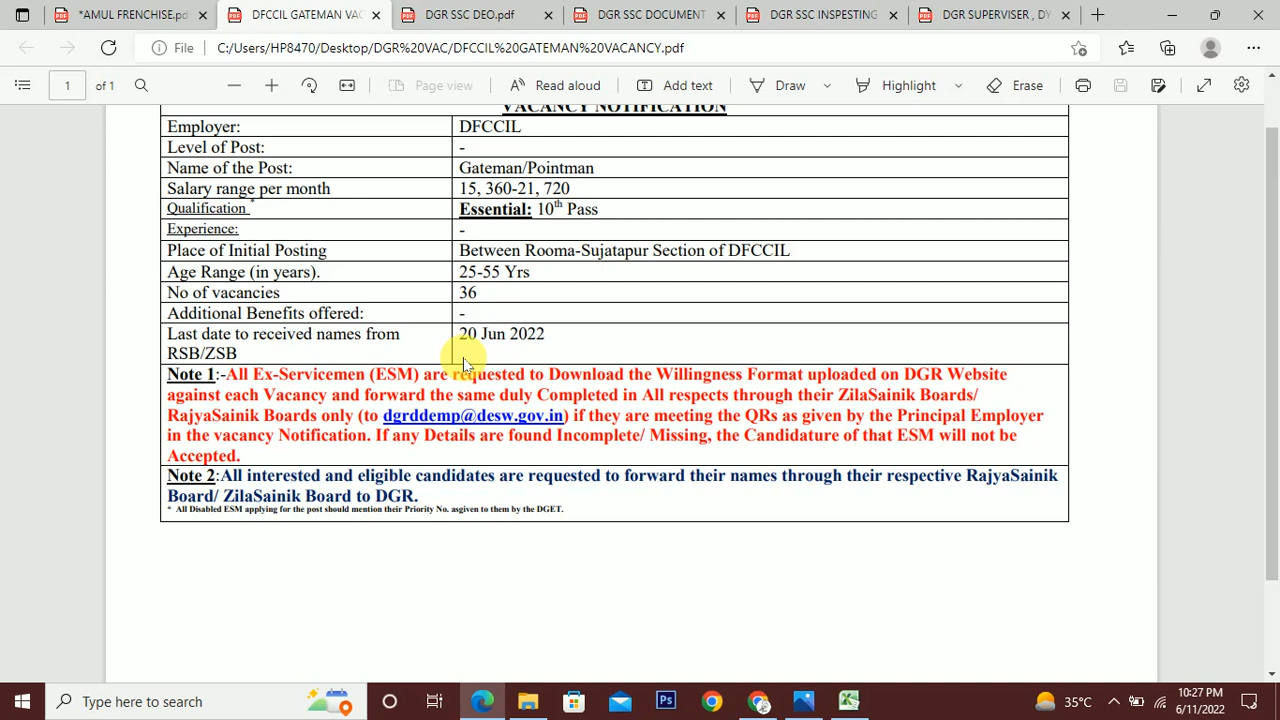 *AMUL FRENCHISE.pd
DFCCIL GATEMAN VAC
DGR SSC DEO.pdf
DGR SSC DOCUMENT
DGR SSC INSPESTING
DGR SUPERVISER , DY
File
C:/Users/HP8470/Desktop/DGR%20VAC/DFCCIL%20GATEMAN%20VACANCY.pdf
1 of 1
Page view
Read aloud
Add text
Draw
Highlight
Erase
VACANCY NOTIFICATION
Employer: DFCCIL
Level of Post: -
Name of the Post: Gateman/Pointman
Salary range per month 15, 360-21, 720
Qualification * Essential: 10th Pass
Experience: -
Place of Initial Posting Between Rooma-Sujatapur Section of DFCCIL
Age Range (in years). 25-55 Yrs
No of vacancies 36
Additional Benefits offered: -
Last date to received names from 20 Jun 2022
RSB/ZSB
Note 1:-All Ex-Servicemen (ESM) are requested to Download the Willingness Format uploaded on DGR Website
against each Vacancy and forward the same duly Completed in All respects through their ZilaSainik Boards/
RajyaSainik Boards only (to dgrddemp@desw.gov.in) if they are meeting the QRs as given by the Principal Employer
in the vacancy Notification. If any Details are found Incomplete/ Missing, the Candidature of that ESM will not be
Accepted.
Note 2:All interested and eligible candidates are requested to forward their names through their respective RajyaSainik
Board/ ZilaSainik Board to DGR.
* All Disabled ESM applying for the post should mention their Priority No. asgiven to them by the DGET.
Type here to search
Ps
35°C
10:27 PM
6/11/2022